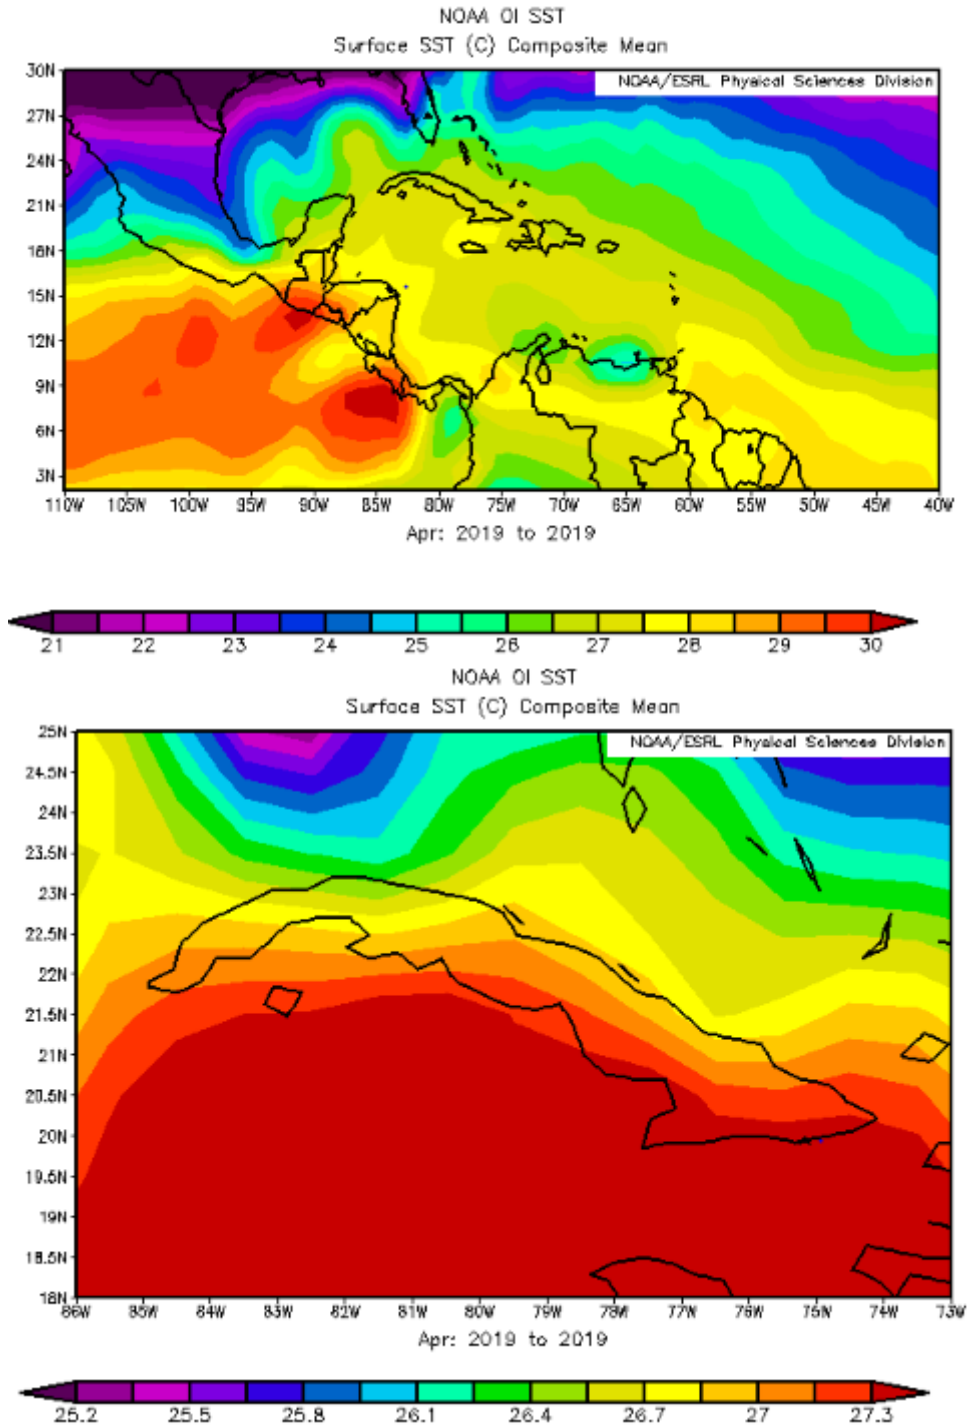 NOAA OI SST
Surface SST (C) Composite Mean
NOAA/ESRL Physical Sciences Division
30N
27N
24N
21N
18N
15N
12N
9N
6N
3N
110W 105W 100W 95W 90W 85W 80W 75W 70W 65W 60W 55W 50W 45W 40W
Apr: 2019 to 2019
21 22 23 24 25 26 27 28 29 30
NOAA OI SST
Surface SST (C) Composite Mean
NOAA/ESRL Physical Sciences Division
25N
24.5N
24N
23.5N
23N
22.5N
22N
21.5N
21N
20.5N
20N
19.5N
19N
18.5N
18N
86W 85W 84W 83W 82W 81W 80W 79W 78W 77W 76W 75W 74W 73W
Apr: 2019 to 2019
25.2 25.5 25.8 26.1 26.4 26.7 27 27.3